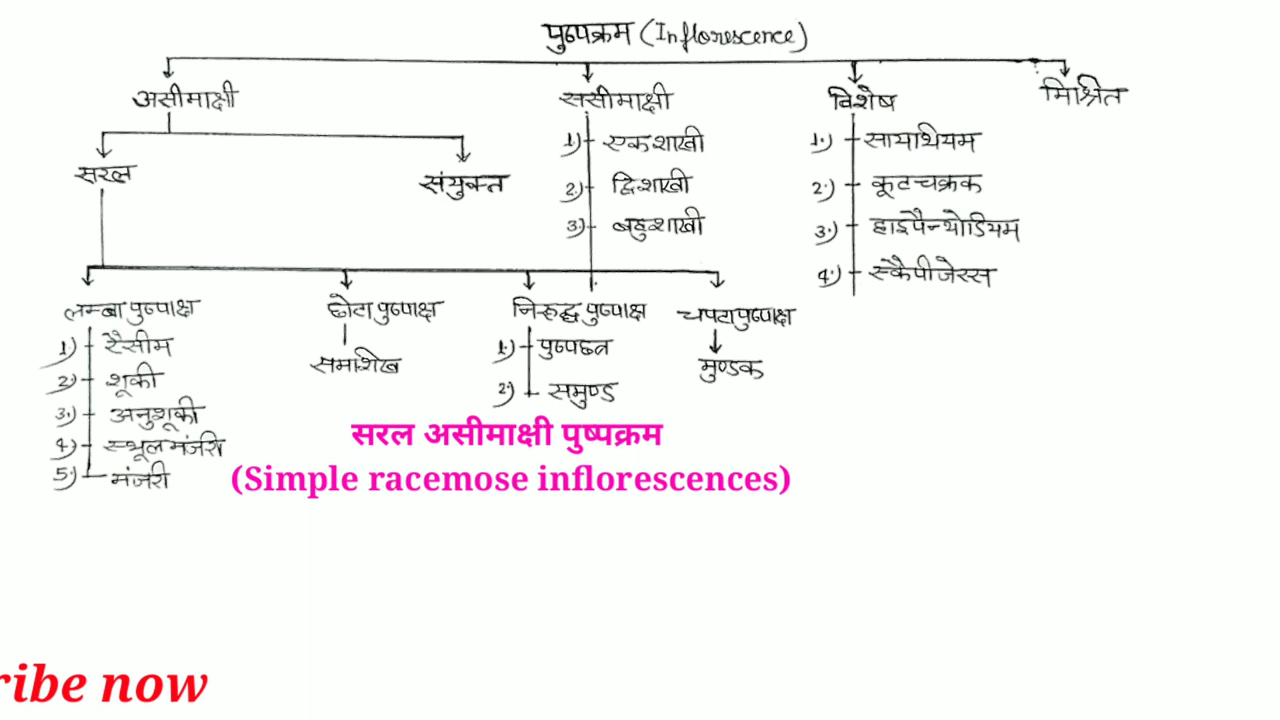 पुष्पक्रम (Inflorescence)
असीमाक्षी
ससीमाक्षी
विशेष
मिश्रित
सरल
संयुक्त
1) एकशाखी
2) द्विशाखी
3) बहुशाखी
1) सायाथियम
2) कूटचक्रक
3) हाइपैन्थोडियम
4) स्कैपीजेरस
लम्बा पुष्पाक्ष
1) रैसीम
2) शूकी
3) अनुशूकी
4) स्थूलमंजरी
5) मंजरी
छोटा पुष्पाक्ष
समशिख
निरुद्ध पुष्पाक्ष
1) पुष्पछत्र
2) समुण्ड
चपटा पुष्पाक्ष
मुण्डक
सरल असीमाक्षी पुष्पक्रम
(Simple racemose inflorescences)
ribe now